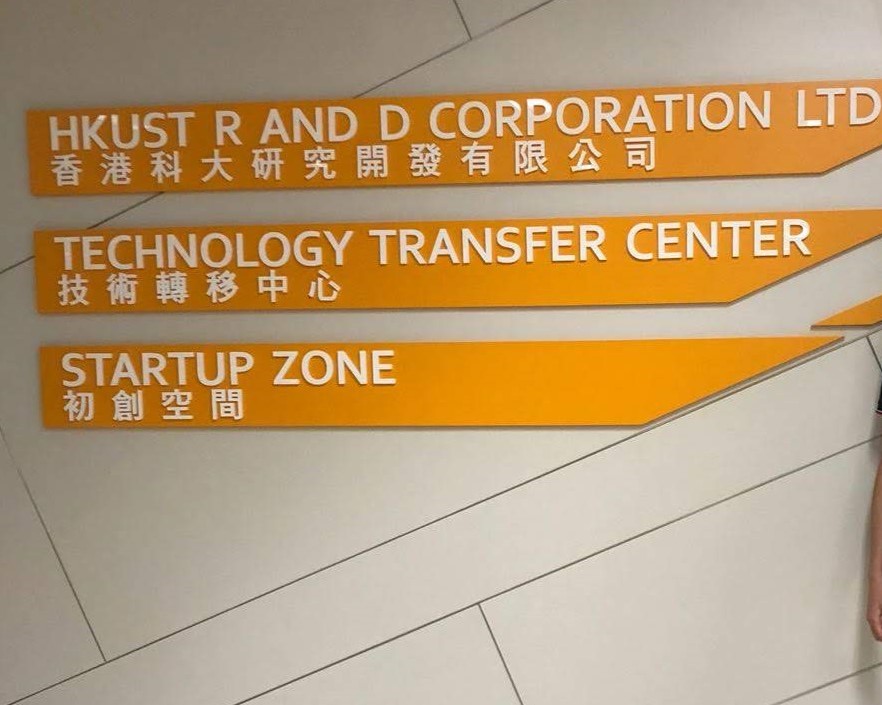 HKUST R AND D CORPORATION LTD
香港科大研究開發有限公司
TECHNOLOGY TRANSFER CENTER
技術轉移中心
STARTUP ZONE
初創空間